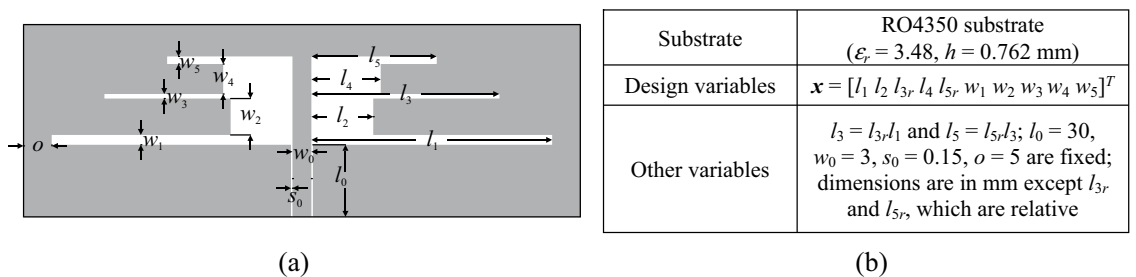 l5
w5
l4
w4
l3
w3
l2
w2
l1
w1
o
w0
l0
s0
Substrate
RO4350 substrate
(εr = 3.48, h = 0.762 mm)
Design variables
x = [l1 l2 l3r l4 l5r w1 w2 w3 w4 w5]T
Other variables
l3 = l3rl1 and l5 = l5rl3; l0 = 30,
w0 = 3, s0 = 0.15, o = 5 are fixed;
dimensions are in mm except l3r
and l5r, which are relative
(a)
(b)